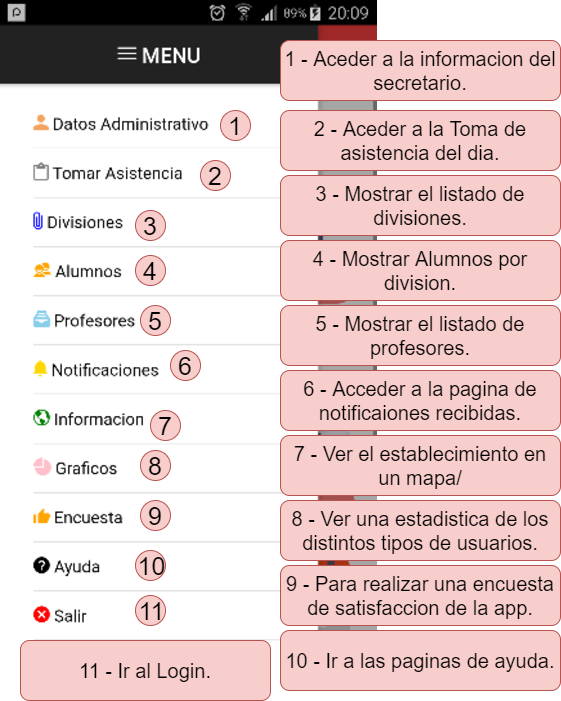 89% 20:09
MENU
Datos Administrativo 1
Tomar Asistencia 2
Divisiones 3
Alumnos 4
Profesores 5
Notificaciones 6
Informacion 7
Graficos 8
Encuesta 9
Ayuda 10
Salir 11
1 - Aceder a la informacion del
secretario.
2 - Aceder a la Toma de
asistencia del dia.
3 - Mostrar el listado de
divisiones.
4 - Mostrar Alumnos por
division.
5 - Mostrar el listado de
profesores.
6 - Acceder a la pagina de
notificaiones recibidas.
7 - Ver el establecimiento en
un mapa/
8 - Ver una estadistica de los
distintos tipos de usuarios.
9 - Para realizar una encuesta
de satisfaccion de la app.
10 - Ir a las paginas de ayuda.
11 - Ir al Login.